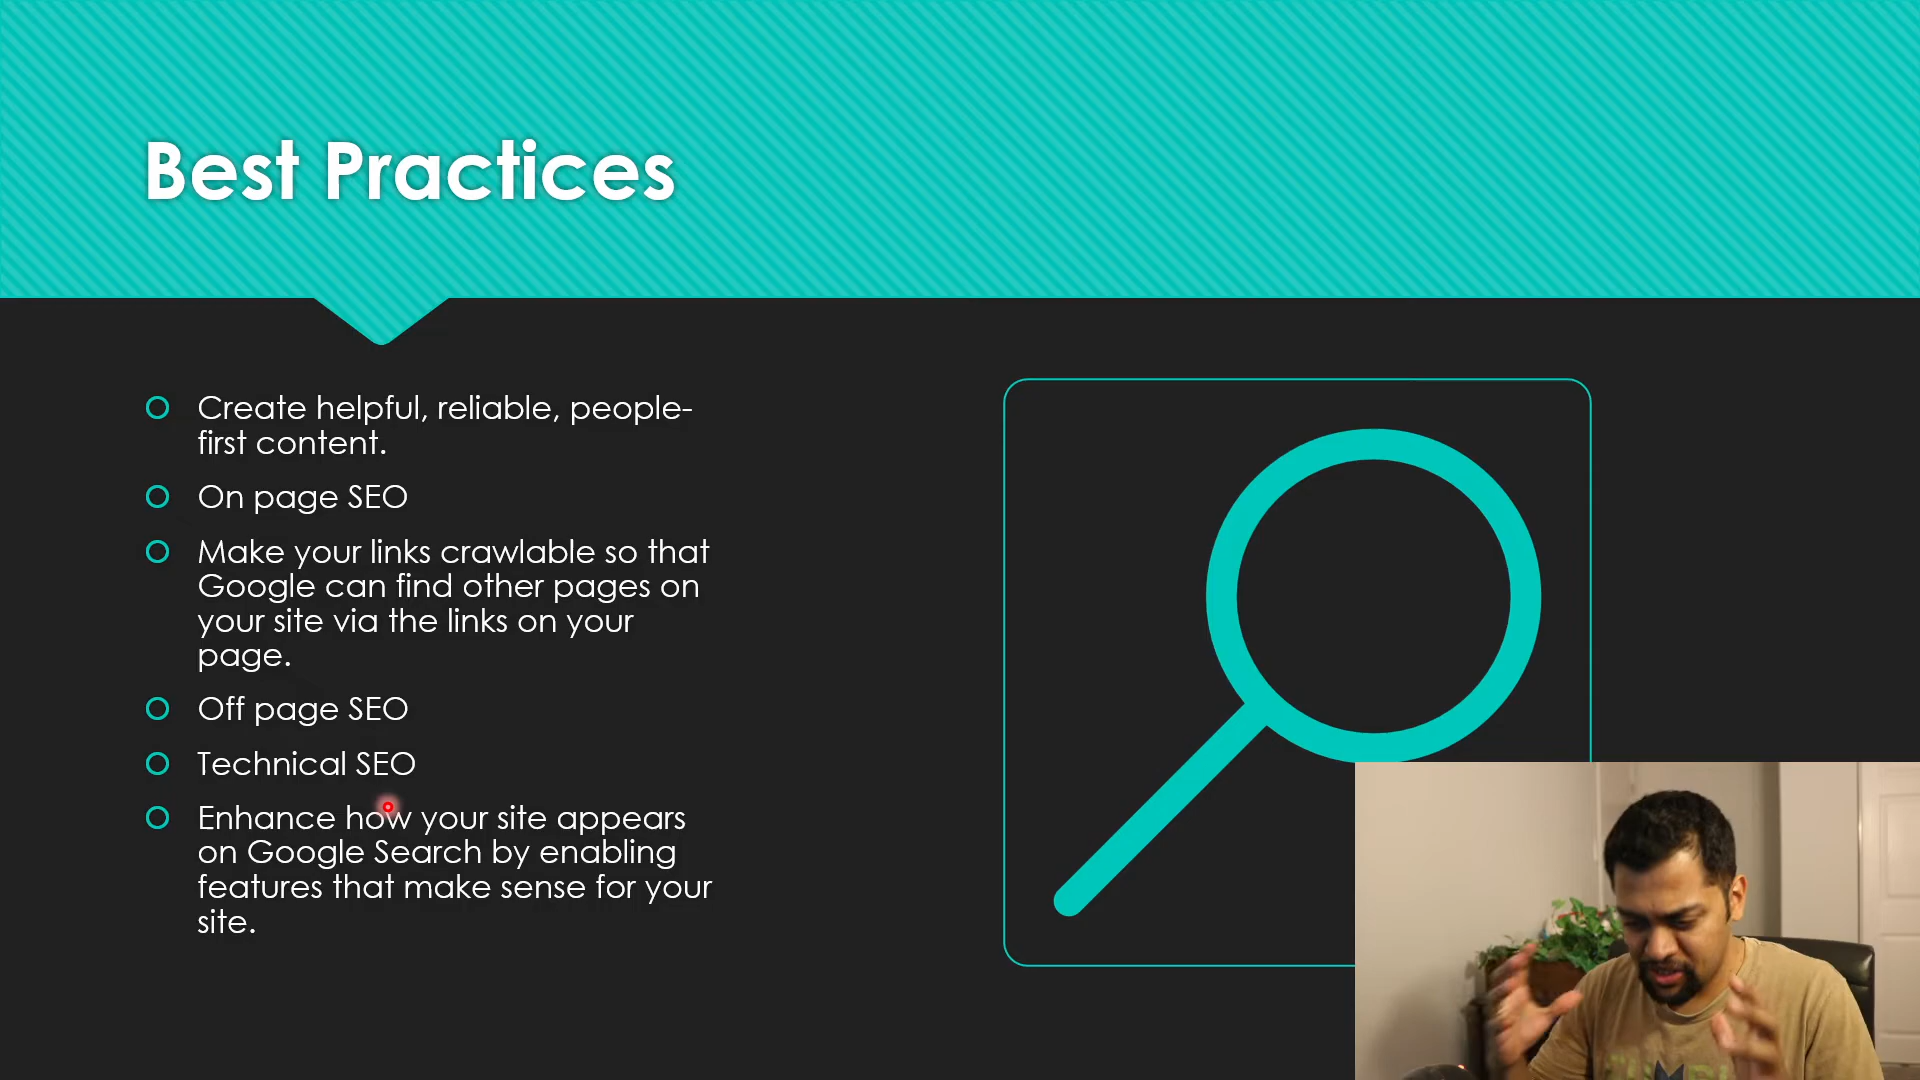 Best Practices
Create helpful, reliable, people-
first content.
On page SEO
Make your links crawlable so that
Google can find other pages on
your site via the links on your
page.
Off page SEO
Technical SEO
Enhance how your site appears
on Google Search by enabling
features that make sense for your
site.